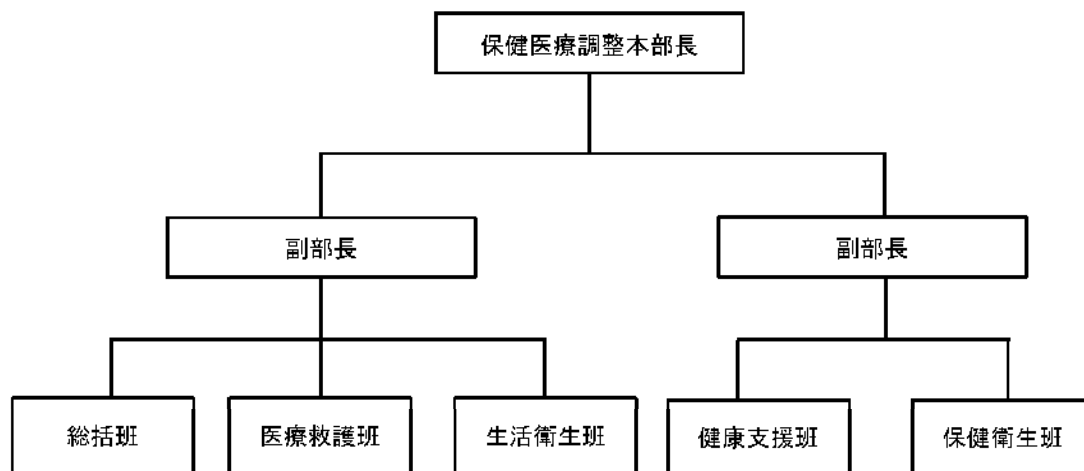 保健医療調整本部長
副部長
副部長
総括班
医療救護班
生活衛生班
健康支援班
保健衛生班